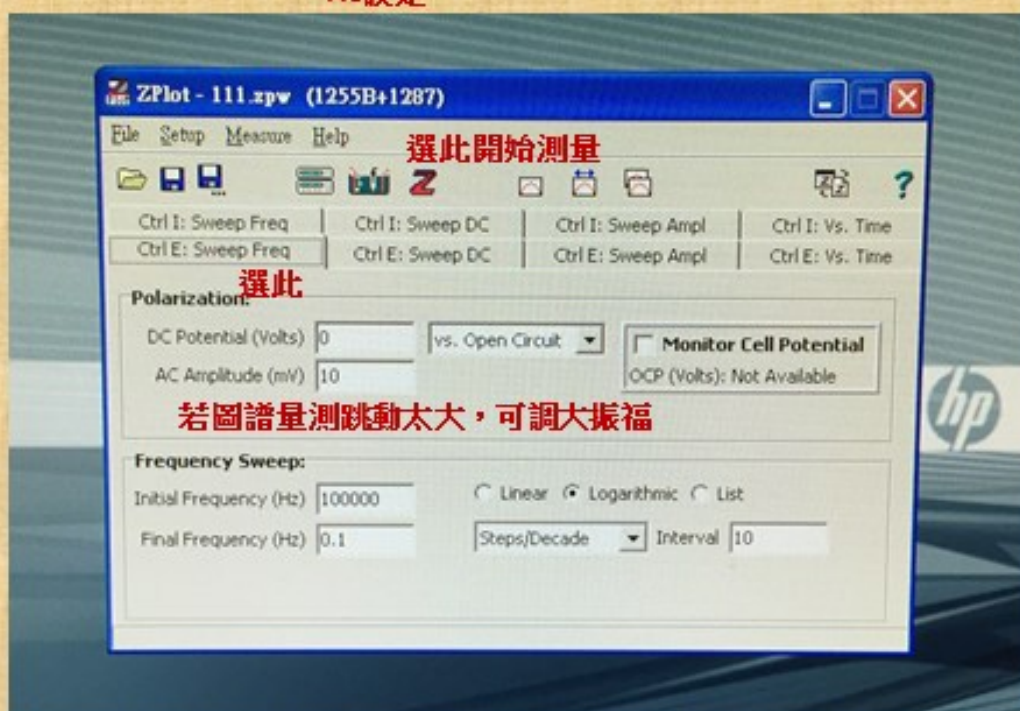 設定
ZPlot - 111.zpw (1255B+1287)
File Setup Measure Help
選此開始測量
Z
?
Ctrl I: Sweep Freq Ctrl I: Sweep DC Ctrl I: Sweep Ampl Ctrl I: Vs. Time
Ctrl E: Sweep Freq Ctrl E: Sweep DC Ctrl E: Sweep Ampl Ctrl E: Vs. Time
選此
Polarization:
DC Potential (Volts) 0 vs. Open Circuit Monitor Cell Potential
AC Amplitude (mV) 10 OCP (Volts): Not Available
若圖譜量測跳動太大，可調大振福
hp
Frequency Sweep:
Initial Frequency (Hz) 100000 Linear Logarithmic List
Final Frequency (Hz) 0.1 Steps/Decade Interval 10